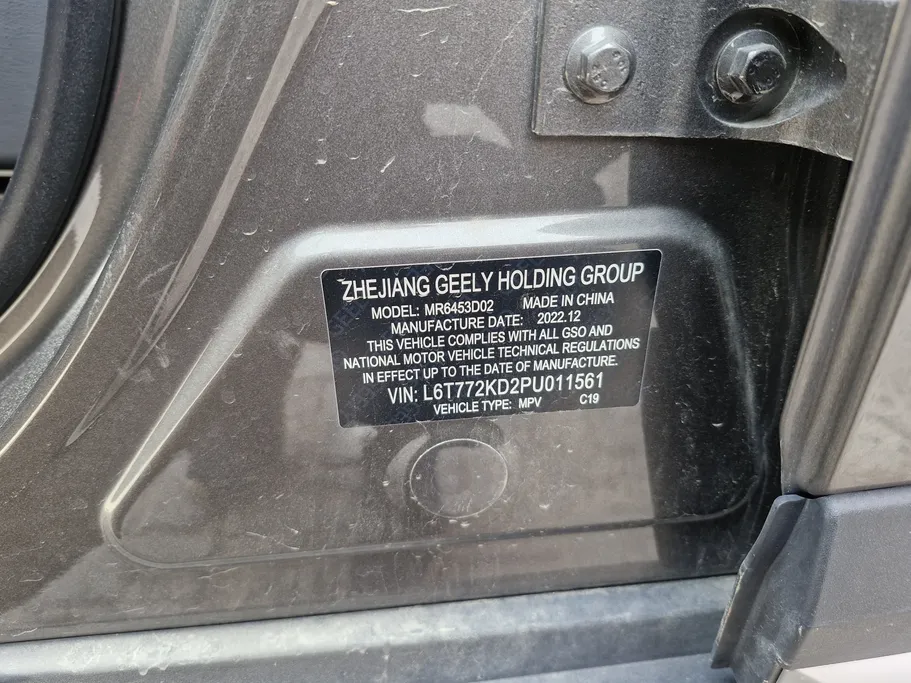 ZHEJIANG GEELY HOLDING GROUP
MODEL: MR6453D02 MADE IN CHINA
MANUFACTURE DATE: 2022.12
THIS VEHICLE COMPLIES WITH ALL GSO AND
NATIONAL MOTOR VEHICLE TECHNICAL REGULATIONS
IN EFFECT UP TO THE DATE OF MANUFACTURE.
VIN: L6T772KD2PU011561
VEHICLE TYPE: MPV C19